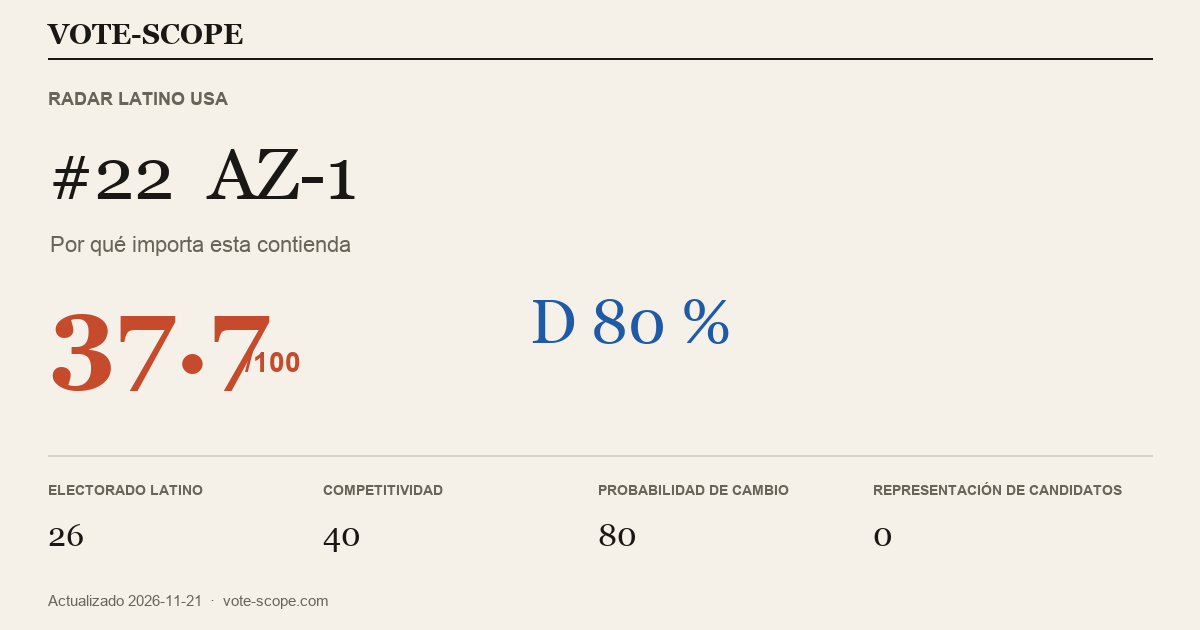 VOTE-SCOPE
RADAR LATINO USA
#22 AZ-1
Por qué importa esta contienda
37.7/100
D 80 %
ELECTORADO LATINO
COMPETITIVIDAD
PROBABILIDAD DE CAMBIO
REPRESENTACIÓN DE CANDIDATOS
26
40
80
0
Actualizado 2026-11-21 · vote-scope.com